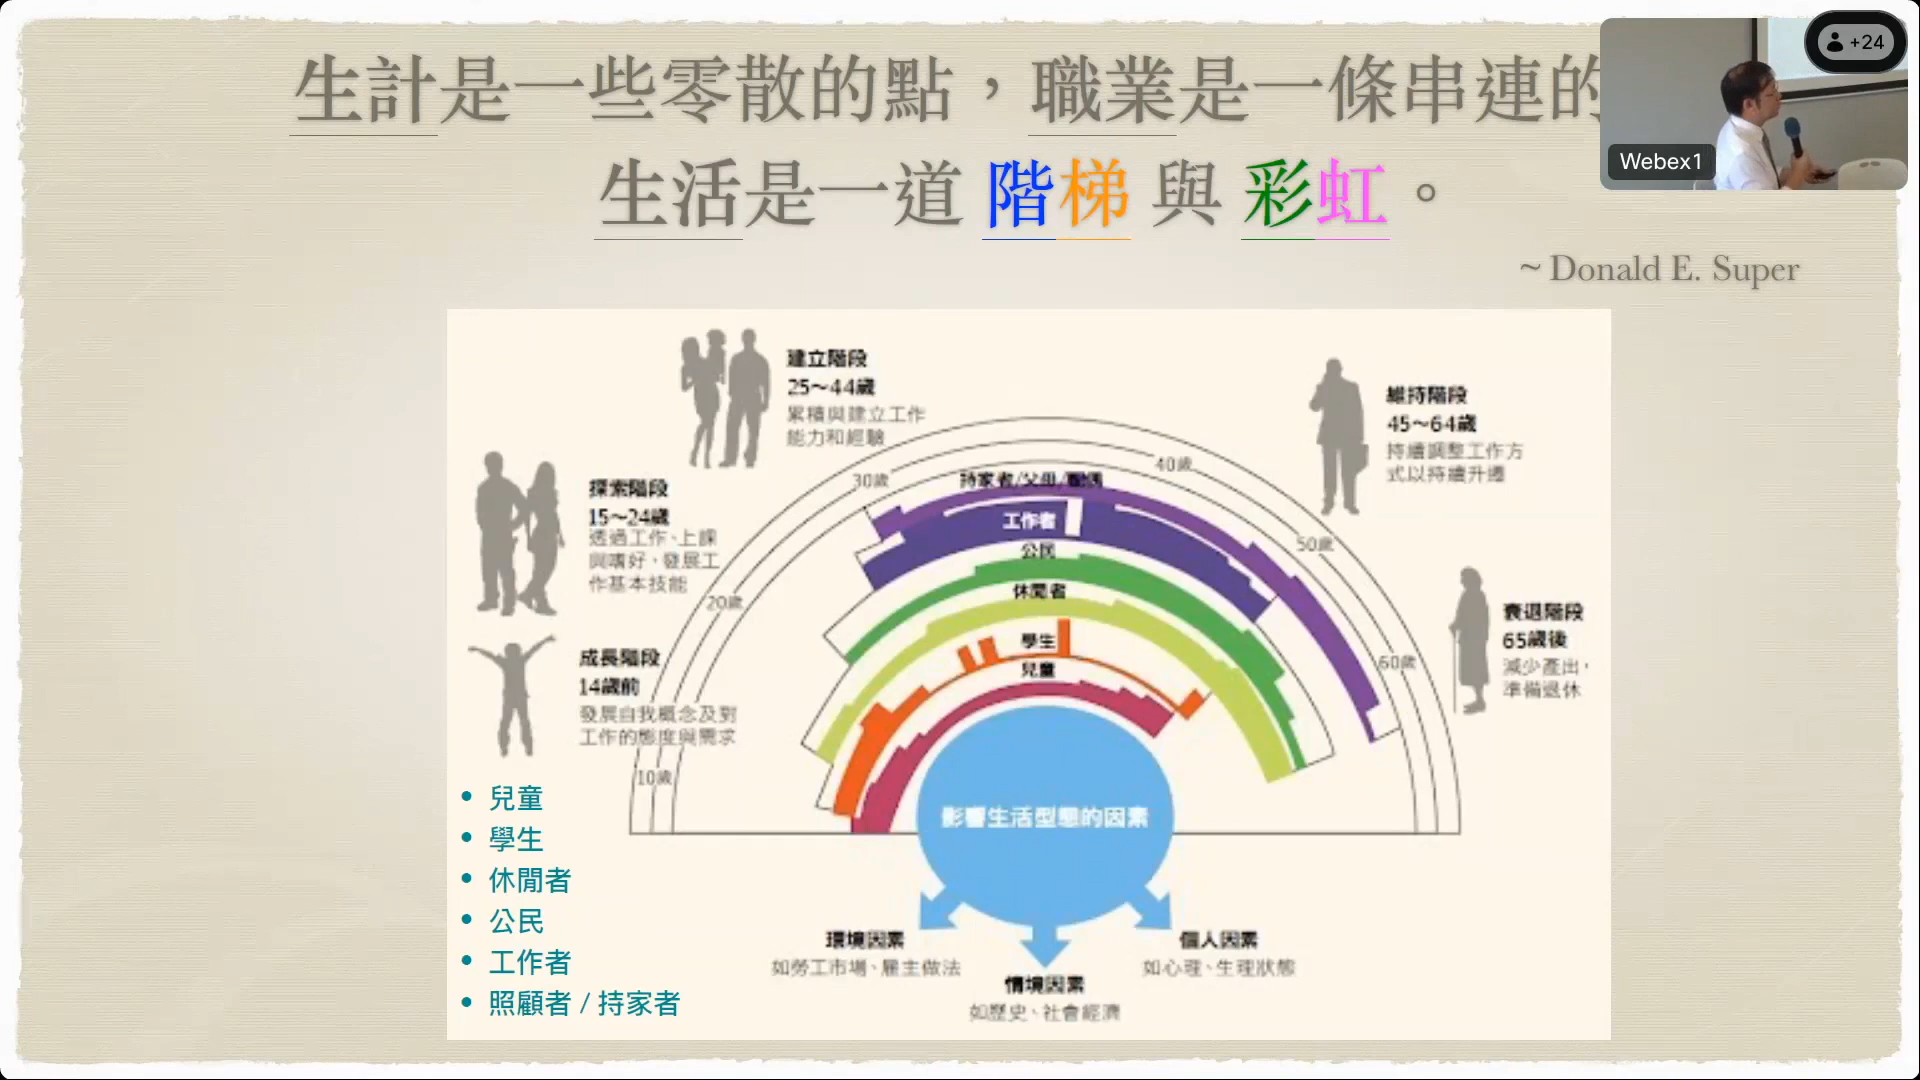 生計是一些零散的點，職業是一條串連的
生活是一道 階梯 與 彩虹 。
~ Donald E. Super
+24
Webex1
建立階段
25～44歲
累積與建立工作
能力和經驗
維持階段
45～64歲
持續調整工作方
式以持續升遷
探索階段
15～24歲
透過工作、上課
與嗜好，發展工
作基本技能
衰退階段
65歲後
減少產出，
準備退休
成長階段
14歲前
發展自我概念及對
工作的態度與需求
10歲
20歲
30歲
40歲
50歲
60歲
持家者/父母/配偶
工作者
公民
休閒者
學生
兒童
影響生活型態的因素
環境因素
如勞工市場、雇主做法
情境因素
如歷史、社會經濟
個人因素
如心理、生理狀態
• 兒童
• 學生
• 休閒者
• 公民
• 工作者
• 照顧者 / 持家者